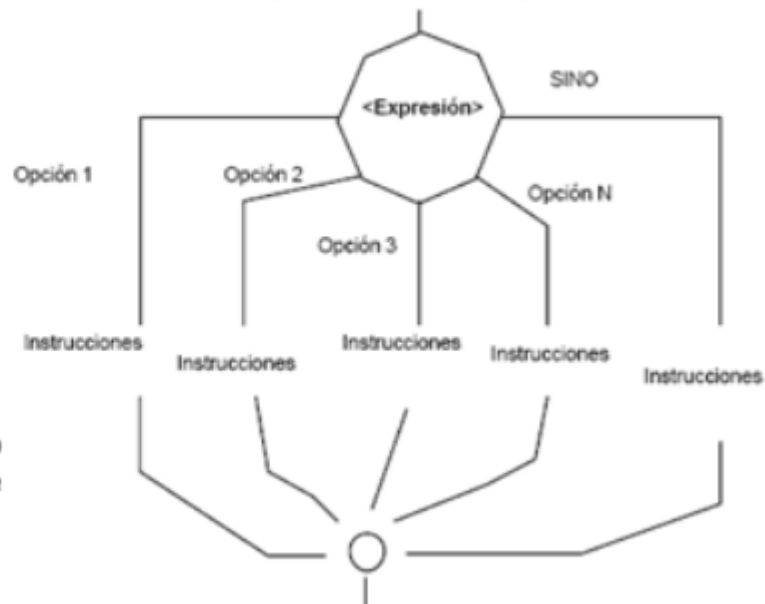 <Expresión>
SINO
Opción 1
Opción 2
Opción N
Opción 3
Instrucciones
Instrucciones
Instrucciones
Instrucciones
Instrucciones